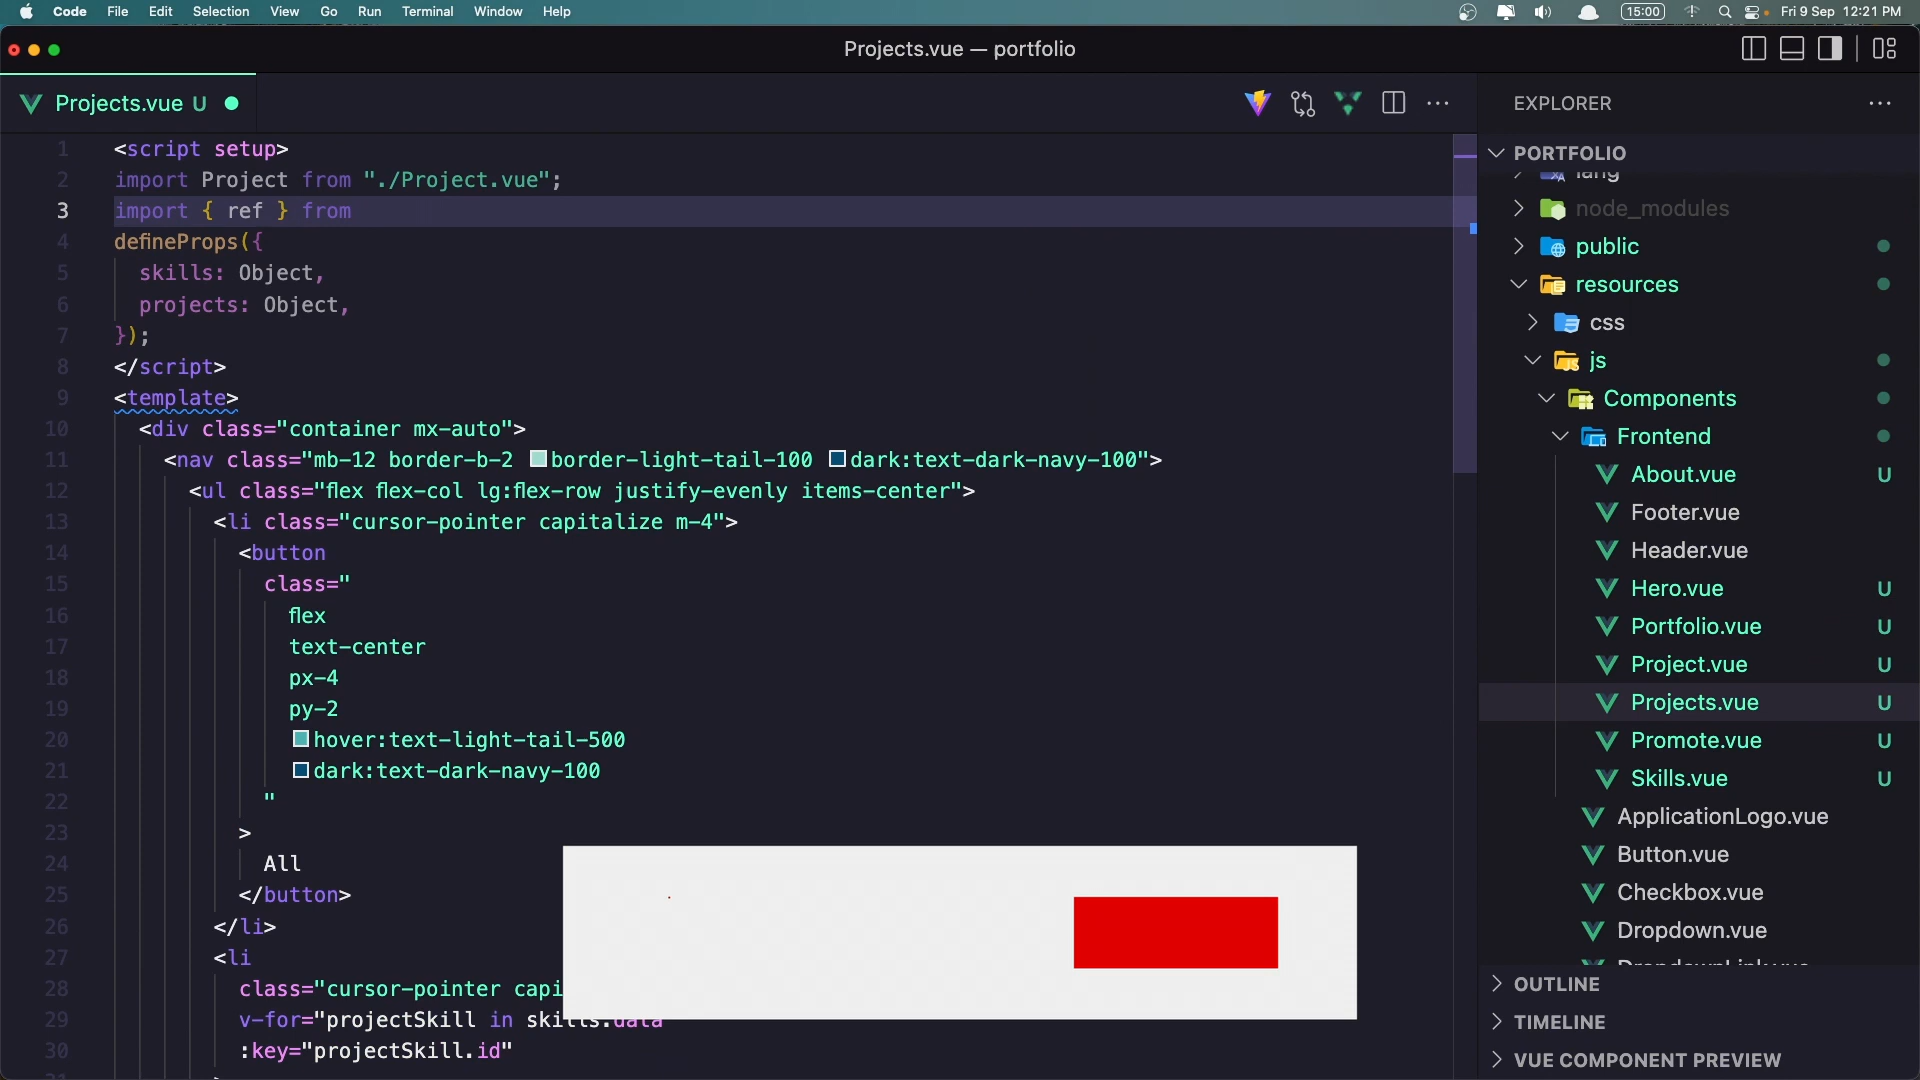 Code File Edit Selection View Go Run Terminal Window Help 15:00 Fri 9 Sep 12:21 PM
Projects.vue — portfolio
Projects.vue U
1 <script setup>
2 import Project from "./Project.vue";
3 import { ref } from
4 defineProps({
5 skills: Object,
6 projects: Object,
7 });
8 </script>
9 <template>
10 <div class="container mx-auto">
11 <nav class="mb-12 border-b-2 border-light-tail-100 dark:text-dark-navy-100">
12 <ul class="flex flex-col lg:flex-row justify-evenly items-center">
13 <li class="cursor-pointer capitalize m-4">
14 <button
15 class="
16 flex
17 text-center
18 px-4
19 py-2
20 hover:text-light-tail-500
21 dark:text-dark-navy-100
22 "
23 >
24 All
25 </button>
26 </li>
27 <li
28 class="cursor-pointer capi
29 v-for="projectSkill in skills.data
30 :key="projectSkill.id"
EXPLORER
PORTFOLIO
lang
node_modules
public
resources
css
js
Components
Frontend
About.vue U
Footer.vue
Header.vue
Hero.vue U
Portfolio.vue U
Project.vue U
Projects.vue U
Promote.vue U
Skills.vue U
ApplicationLogo.vue
Button.vue
Checkbox.vue
Dropdown.vue
DropdownLink.vue
OUTLINE
TIMELINE
VUE COMPONENT PREVIEW